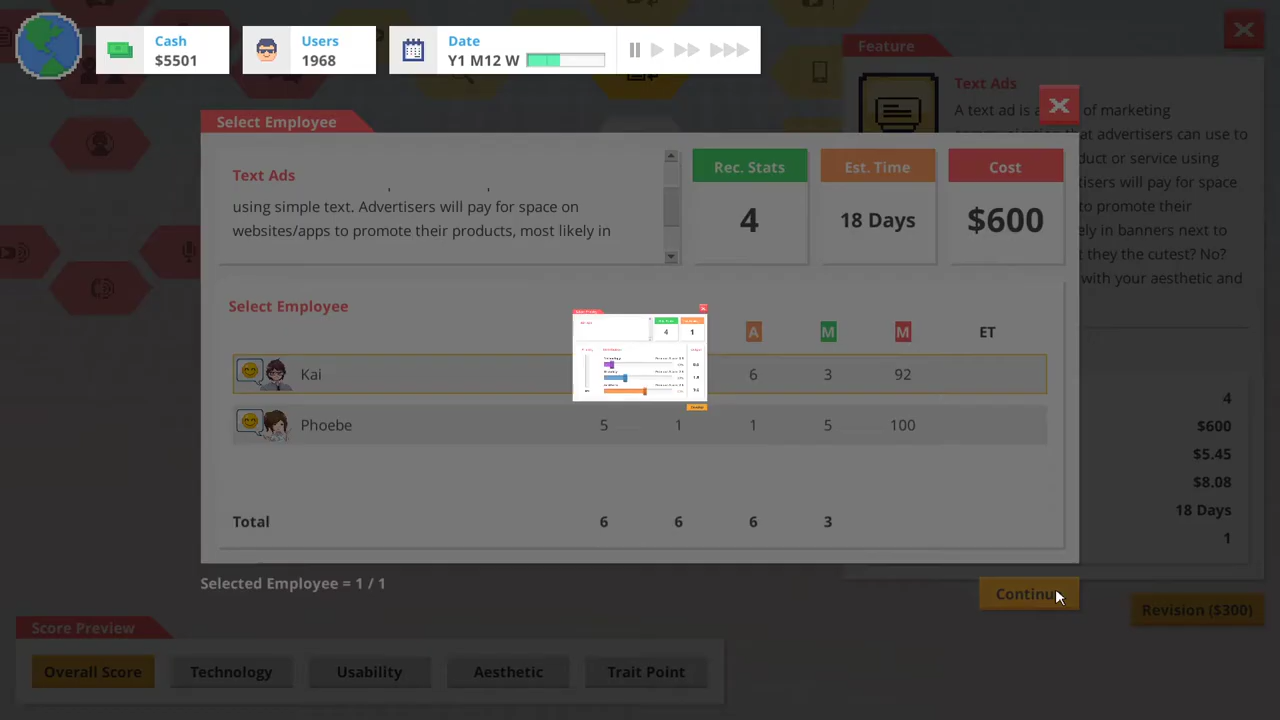 Cash
$5501
Users
1968
Date
Y1 M12 W
Feature
Text Ads
A text ad is a
of marketing
that advertisers can use to
duct or service using
tisers will pay for space
to promote their
ely in banners next to
t they the cutest? No?
with your aesthetic and
4
$600
$5.45
$8.08
18 Days
1
Revision ($300)
Select Employee
Text Ads
using simple text. Advertisers will pay for space on
websites/apps to promote their products, most likely in
Rec. Stats
4
Est. Time
18 Days
Cost
$600
Select Employee
A M M ET
Kai 6 3 92
Phoebe 5 1 1 5 100
Total 6 6 6 3
4
1
Selected Employee = 1 / 1
Continu
Score Preview
Overall Score
Technology
Usability
Aesthetic
Trait Point